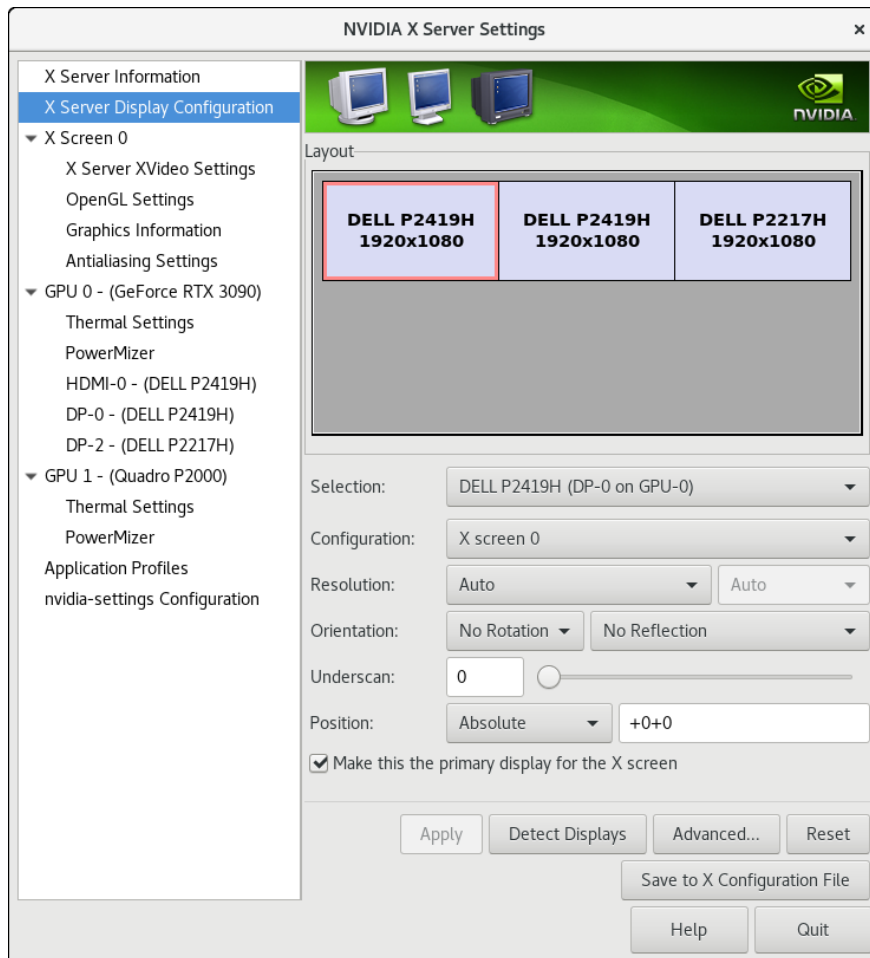 NVIDIA X Server Settings
×
X Server Information
X Server Display Configuration
X Screen 0
X Server XVideo Settings
OpenGL Settings
Graphics Information
Antialiasing Settings
GPU 0 - (GeForce RTX 3090)
Thermal Settings
PowerMizer
HDMI-0 - (DELL P2419H)
DP-0 - (DELL P2419H)
DP-2 - (DELL P2217H)
GPU 1 - (Quadro P2000)
Thermal Settings
PowerMizer
Application Profiles
nvidia-settings Configuration
NVIDIA.
Layout
DELL P2419H
1920x1080
DELL P2419H
1920x1080
DELL P2217H
1920x1080
Selection: DELL P2419H (DP-0 on GPU-0)
Configuration: X screen 0
Resolution: Auto Auto
Orientation: No Rotation No Reflection
Underscan: 0
Position: Absolute +0+0
Make this the primary display for the X screen
Apply Detect Displays Advanced... Reset
Save to X Configuration File
Help Quit